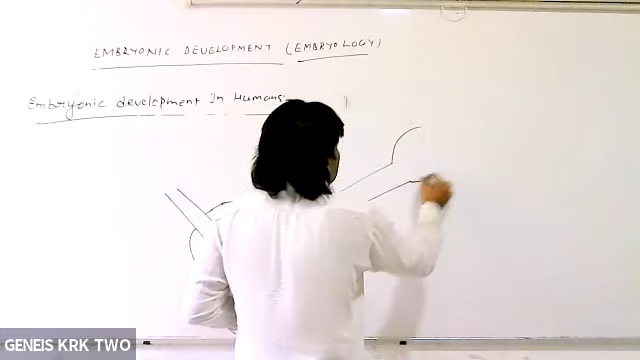 EMBRYONIC DEVELOPMENT (EMBRYOLOGY)
Embryonic development In Humans:-
GENEIS KRK TWO